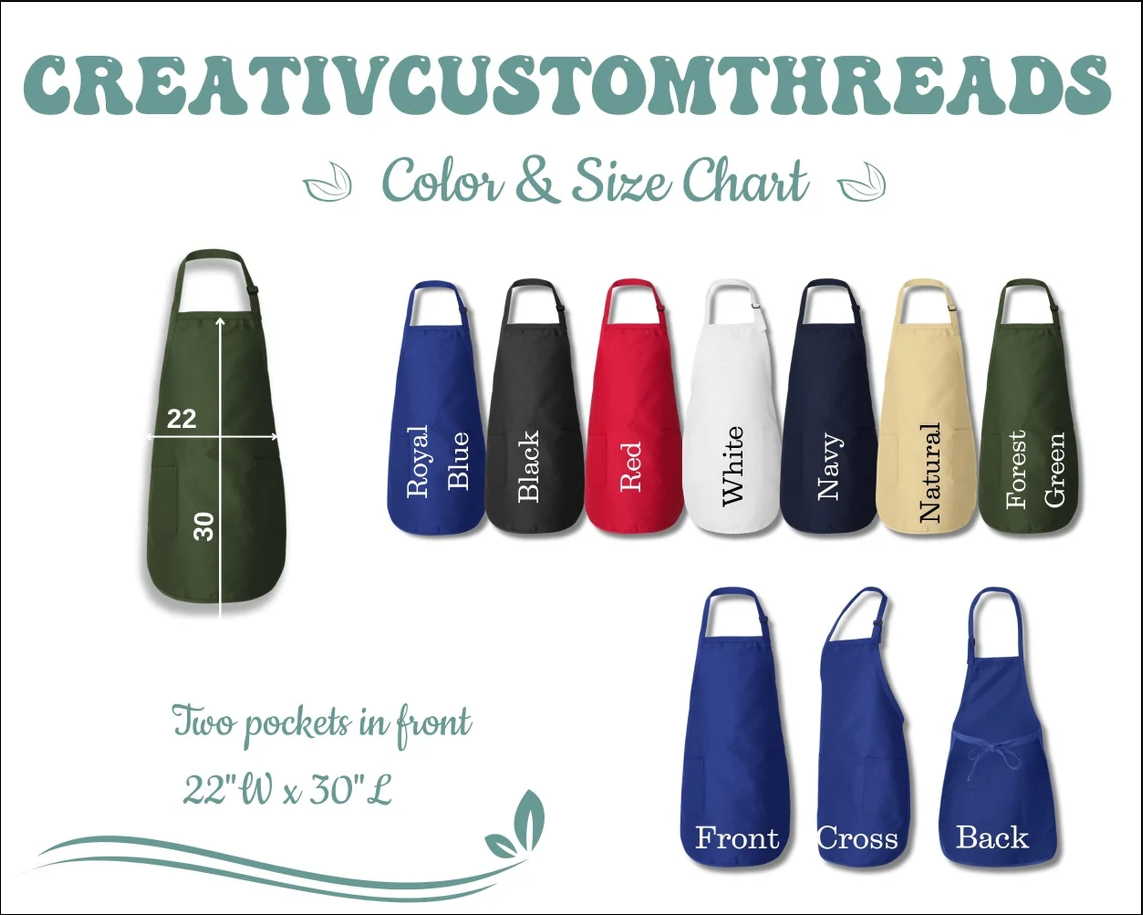 CREATIVCUSTOMTHREADS
Color & Size Chart
22
30
Royal
Blue
Black
Red
White
Navy
Natural
Forest
Green
Two pockets in front
22"W x 30"L
Front
Cross
Back